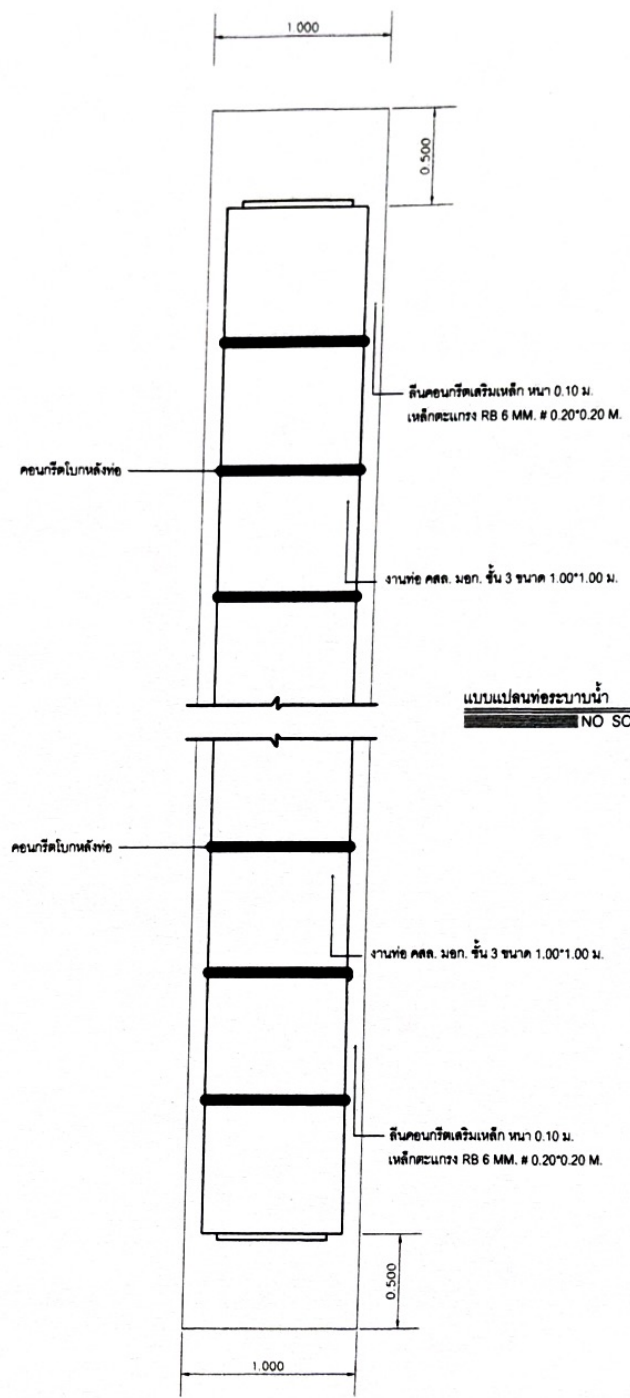 1.000
0.500
ลีนคอนกรีตเสริมเหล็ก หนา 0.10 ม.
เหล็กตะแกรง RB 6 MM. # 0.20*0.20 M.
คอนกรีตโบกหลังท่อ
งานท่อ คสล. มอก. ชั้น 3 ขนาด 1.00*1.00 ม.
แบบแปลนท่อระบายน้ำ
NO SC
คอนกรีตโบกหลังท่อ
งานท่อ คสล. มอก. ชั้น 3 ขนาด 1.00*1.00 ม.
ลีนคอนกรีตเสริมเหล็ก หนา 0.10 ม.
เหล็กตะแกรง RB 6 MM. # 0.20*0.20 M.
0.500
1.000